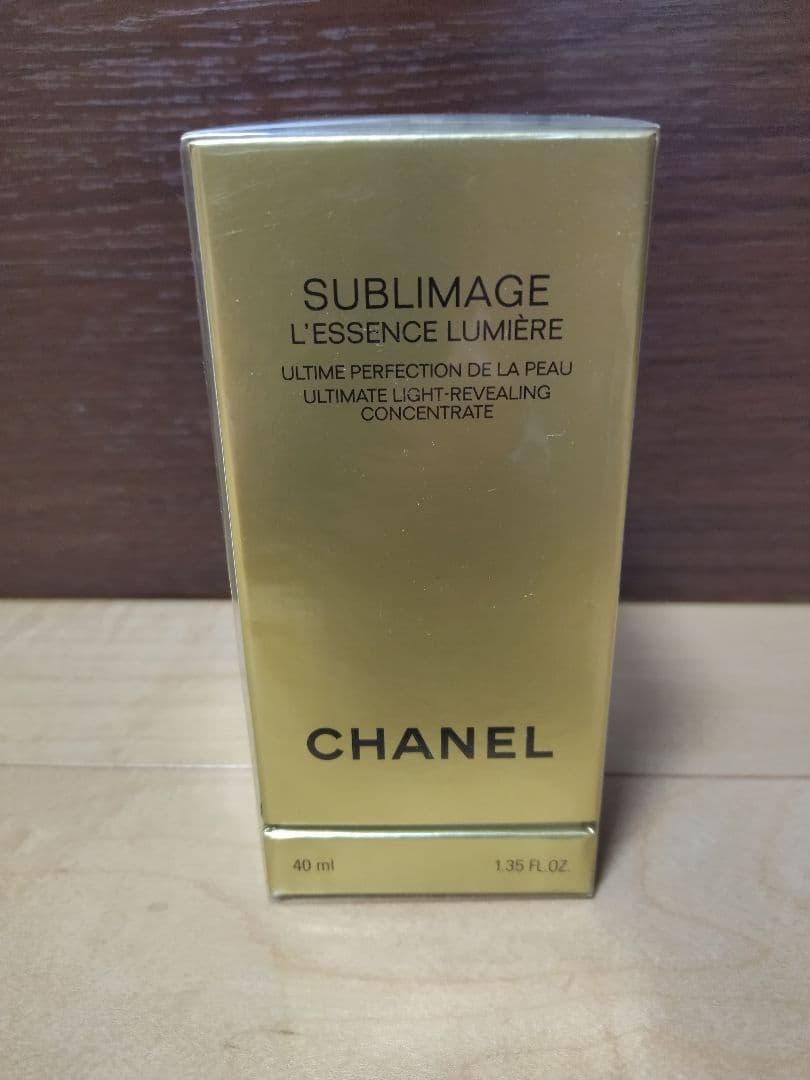 SUBLIMAGE
L'ESSENCE LUMIÈRE
ULTIME PERFECTION DE LA PEAU
ULTIMATE LIGHT-REVEALING
CONCENTRATE
CHANEL
40 ml 1.35 FL.OZ.